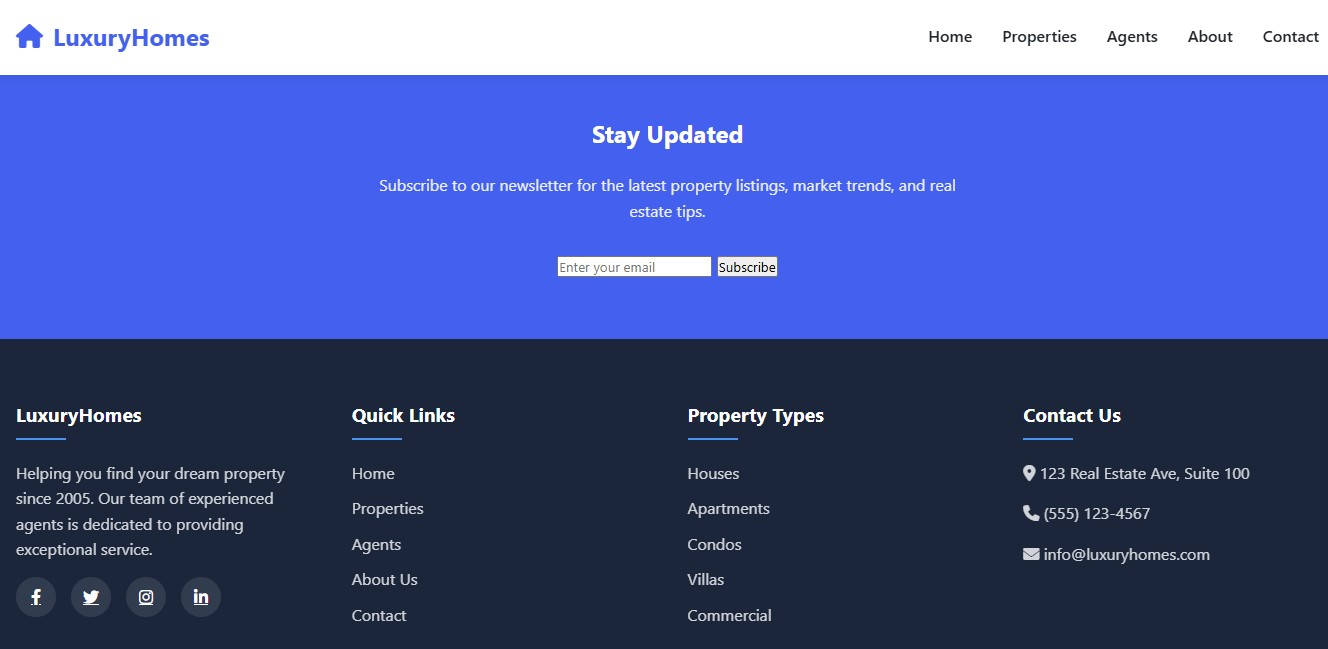 LuxuryHomes
Home Properties Agents About Contact
Stay Updated
Subscribe to our newsletter for the latest property listings, market trends, and real
estate tips.
Enter your email Subscribe
LuxuryHomes
Helping you find your dream property
since 2005. Our team of experienced
agents is dedicated to providing
exceptional service.
Quick Links
Home
Properties
Agents
About Us
Contact
Property Types
Houses
Apartments
Condos
Villas
Commercial
Contact Us
123 Real Estate Ave, Suite 100
(555) 123-4567
info@luxuryhomes.com